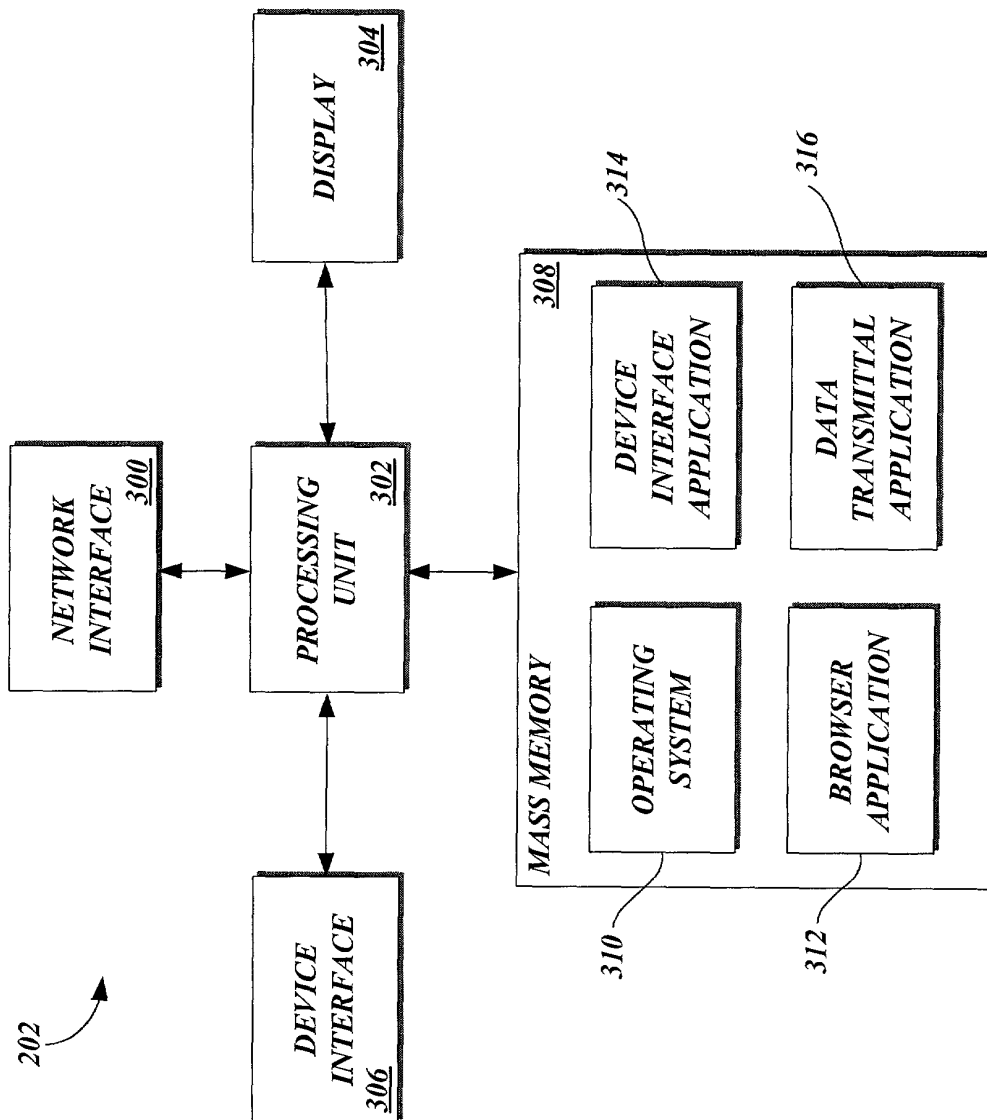 202
NETWORK
INTERFACE
300
DEVICE
INTERFACE
306
PROCESSING
UNIT
302
DISPLAY
304
MASS MEMORY
308
OPERATING
SYSTEM
310
DEVICE
INTERFACE
APPLICATION
314
BROWSER
APPLICATION
312
DATA
TRANSMITTAL
APPLICATION
316